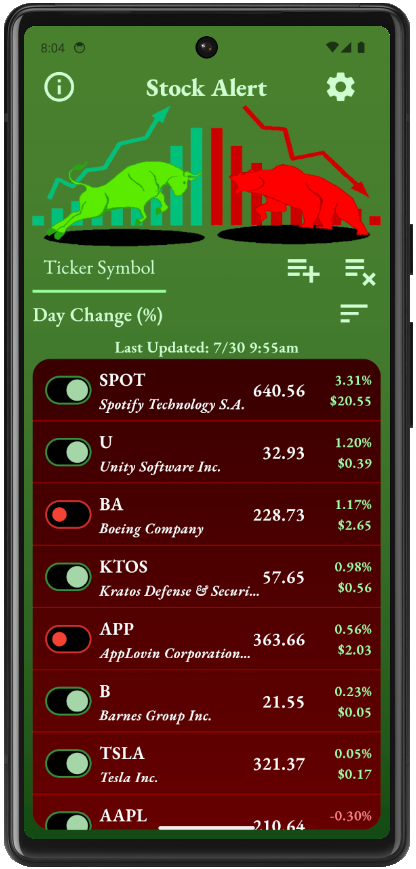 8:04
Stock Alert
Ticker Symbol
Day Change (%)
Last Updated: 7/30 9:55am
SPOT 640.56 3.31%
Spotify Technology S.A. $20.55
U 32.93 1.20%
Unity Software Inc. $0.39
BA 228.73 1.17%
Boeing Company $2.65
KTOS 57.65 0.98%
Kratos Defense & Securi... $0.56
APP 363.66 0.56%
AppLovin Corporation... $2.03
B 21.55 0.23%
Barnes Group Inc. $0.05
TSLA 321.37 0.05%
Tesla Inc. $0.17
AAPL 210.64 -0.30%